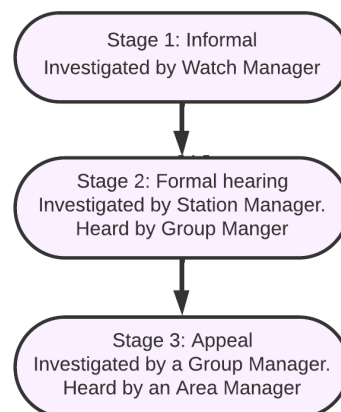 Stage 1: Informal
Investigated by Watch Manager
Stage 2: Formal hearing
Investigated by Station Manager.
Heard by Group Manger
Stage 3: Appeal
Investigated by a Group Manager.
Heard by an Area Manager